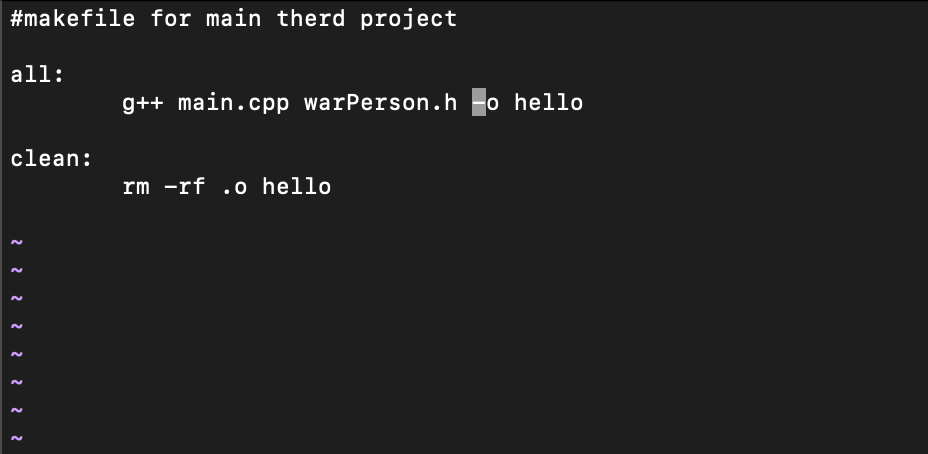 #makefile for main therd project
all:
g++ main.cpp warPerson.h -o hello
clean:
rm -rf .o hello
~
~
~
~
~
~
~
~